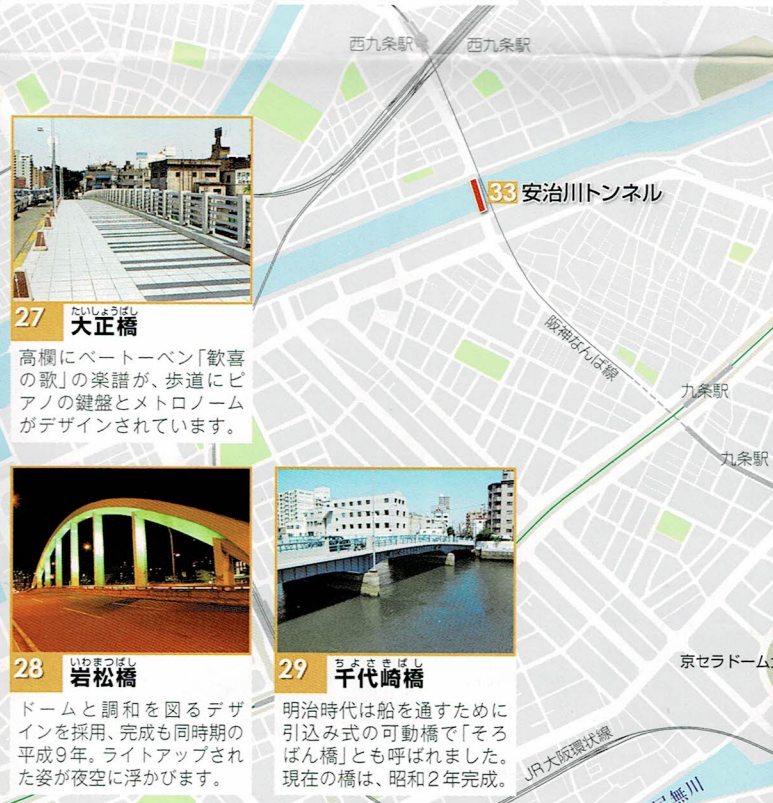 西九条駅
西九条駅
33 安治川トンネル
阪神なんば線
九条駅
九条駅
27
たいしょうばし
大正橋
高欄にベートーベン「歓喜
の歌」の楽譜が、歩道にピ
アノの鍵盤とメトロノーム
がデザインされています。
28
いわまつばし
岩松橋
ドームと調和を図るデザ
インを採用、完成も同時期の
平成9年。ライトアップされ
た姿が夜空に浮かびます。
29
ちよさきばし
千代崎橋
明治時代は船を通すために
引込み式の可動橋で「そろ
ばん橋」とも呼ばれました。
現在の橋は、昭和2年完成。
京セラドーム
JR大阪環状線
無川